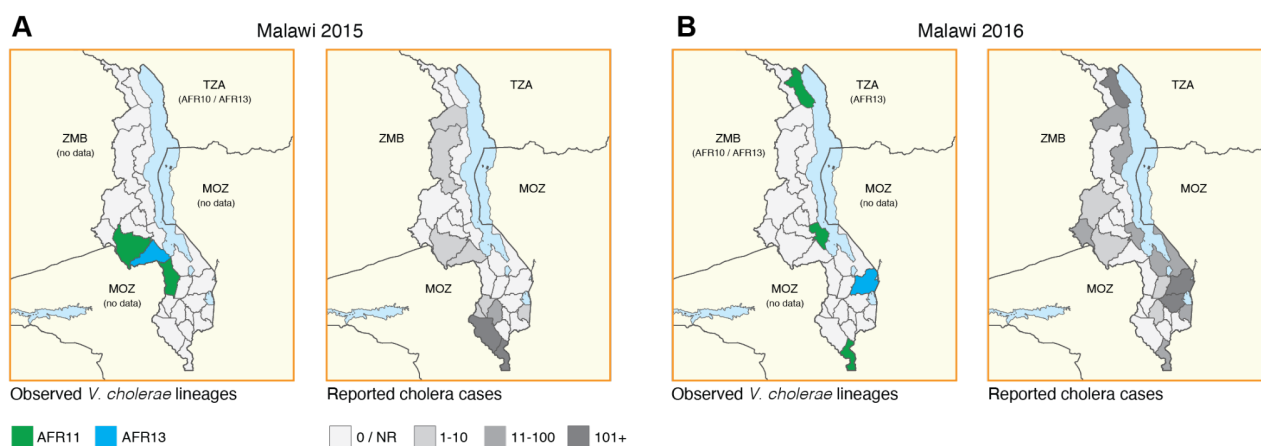 A
Malawi 2015
TZA
(AFR10 / AFR13)
ZMB
(no data)
MOZ
(no data)
MOZ
(no data)
Observed V. cholerae lineages
AFR11
AFR13
TZA
ZMB
MOZ
MOZ
Reported cholera cases
0 / NR
1-10
11-100
101+
B
Malawi 2016
TZA
(AFR13)
ZMB
(AFR10 / AFR13)
MOZ
(no data)
MOZ
(no data)
Observed V. cholerae lineages
TZA
ZMB
MOZ
MOZ
Reported cholera cases